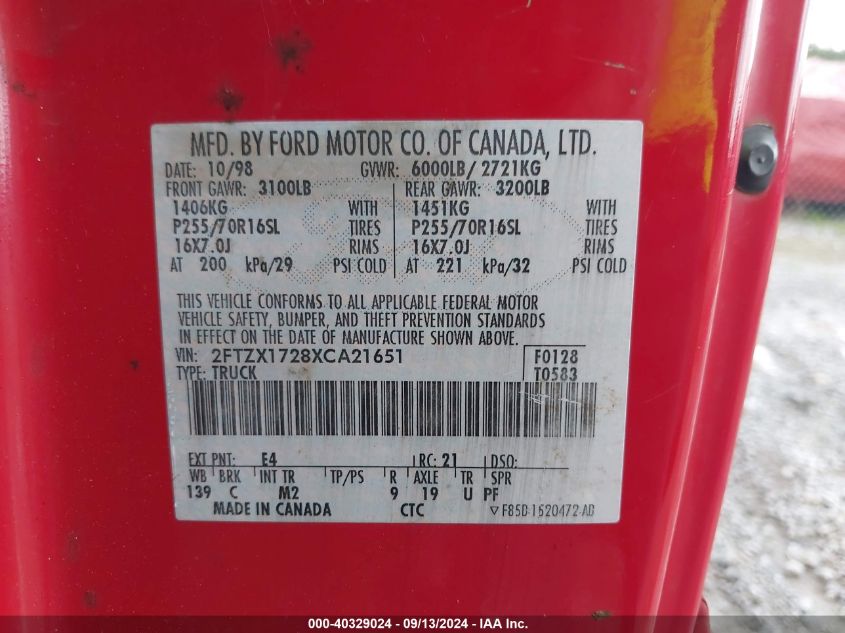 MFD. BY FORD MOTOR CO. OF CANADA, LTD.
DATE: 10/98 GVWR: 6000LB/ 2721KG
FRONT GAWR: 3100LB REAR GAWR: 3200LB
1406KG WITH 1451KG WITH
P255/70R16SL TIRES P255/70R16SL TIRES
16X7.0J RIMS 16X7.0J RIMS
AT 200 kPa/29 PSI COLD AT 221 kPa/32 PSI COLD
THIS VEHICLE CONFORMS TO ALL APPLICABLE FEDERAL MOTOR
VEHICLE SAFETY, BUMPER, AND THEFT PREVENTION STANDARDS
IN EFFECT ON THE DATE OF MANUFACTURE SHOWN ABOVE.
VIN: 2FTZX1728XCA21651 F0128
TYPE: TRUCK T0583
EXT PNT: E4 RC: 21 DSO:
WB BRK INT TR TP/PS R AXLE TR SPR
139 C M2 9 19 U PF
MADE IN CANADA CTC ▽F85B-1520472-AB
000-40329024 - 09/13/2024 - IAA Inc.